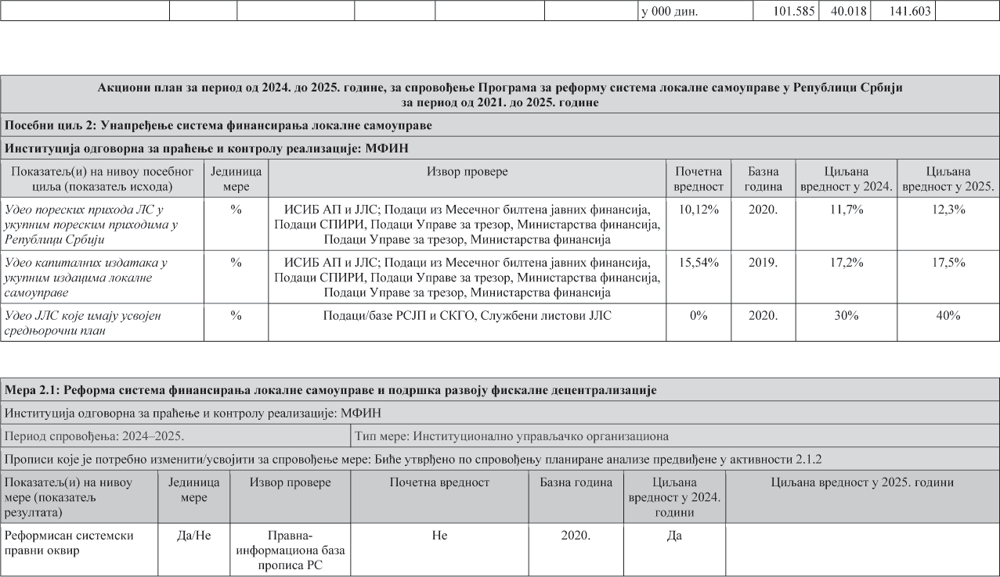 у 000 дин. 101.585 40.018 141.603
Акциони план за период од 2024. до 2025. године, за спровођење Програма за реформу система локалне самоуправе у Републици Србији
за период од 2021. до 2025. године
Посебни циљ 2: Унапређење система финансирања локалне самоуправе
Институција одговорна за праћење и контролу реализације: МФИН
Показатељ(и) на нивоу посебног
циља (показатељ исхода)
Јединица
мере
Извор провере
Почетна
вредност
Базна
година
Циљана
вредност у 2024.
Циљана
вредност у 2025.
Удео пореских прихода ЛС у
укупним пореским приходима у
Републици Србији
%
ИСИБ АП и ЈЛС; Подаци из Месечног билтена јавних финансија,
Подаци СПИРИ, Подаци Управе за трезор, Министарства финансија,
Подаци Управе за трезор, Министарства финансија
10,12%
2020.
11,7%
12,3%
Удео капиталних издатака у
укупним издацима локалне
самоуправе
%
ИСИБ АП и ЈЛС; Подаци из Месечног билтена јавних финансија,
Подаци СПИРИ, Подаци Управе за трезор, Министарства финансија,
Подаци Управе за трезор, Министарства финансија
15,54%
2019.
17,2%
17,5%
Удео ЈЛС које имају усвојен
средњорочни план
%
Подаци/базе РСЈП и СКГО, Службени листови ЈЛС
0%
2020.
30%
40%
Мера 2.1: Реформа система финансирања локалне самоуправе и подршка развоју фискалне децентрализације
Институција одговорна за праћење и контролу реализације: МФИН
Период спровођења: 2024–2025.
Тип мере: Институционално управљачко организациона
Прописи које је потребно изменити/усвојити за спровођење мере: Биће утврђено по спровођењу планиране анализе предвиђене у активности 2.1.2
Показатељ(и) на нивоу
мере (показатељ
резултата)
Јединица
мере
Извор провере
Почетна вредност
Базна година
Циљана
вредност у 2024.
години
Циљана вредност у 2025. години
Реформисан системски
правни оквир
Да/Не
Правна-
информациона база
прописа РС
Не
2020.
Да